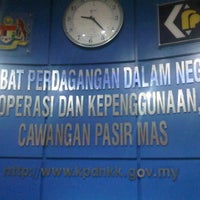 BAT PERDAGANGAN DALAM NEG
OPERASI DAN KEPENGGUNAAN,
CAWANGAN PASIR MAS
http://www.kpdnkk.gov.my